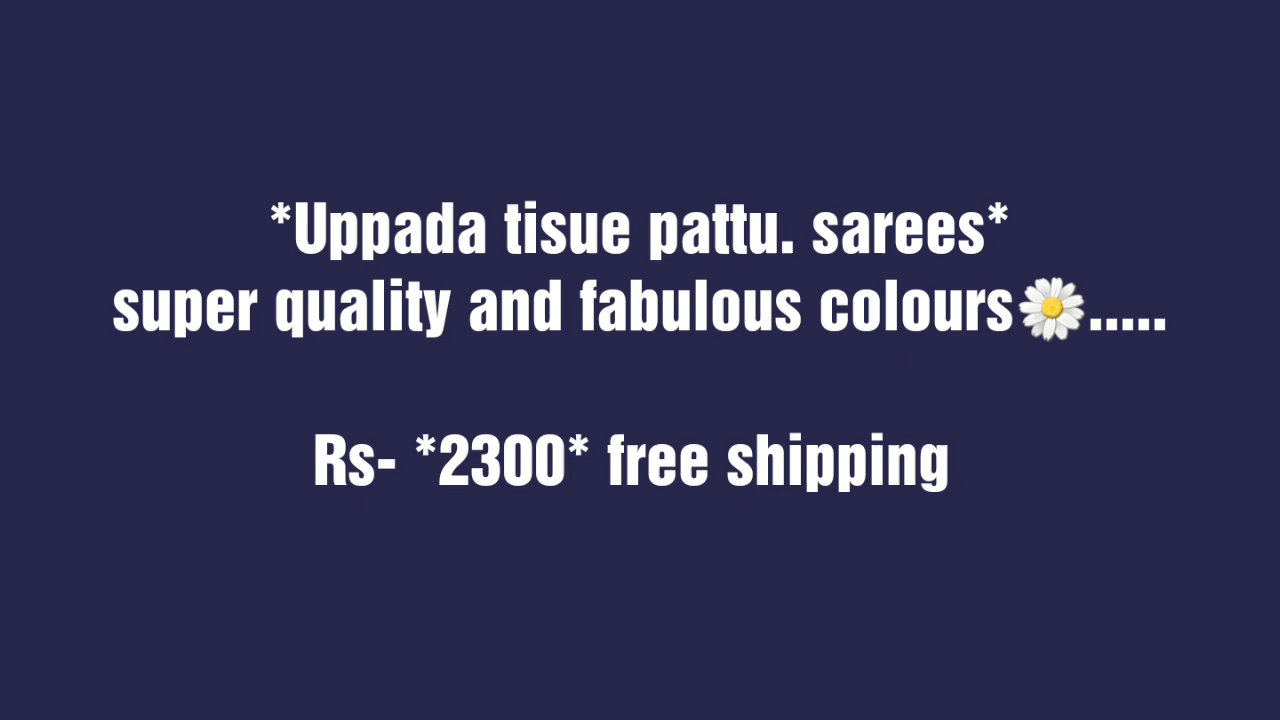 *Uppada tisue pattu. sarees*
super quality and fabulous colours🌼.....
Rs- *2300* free shipping